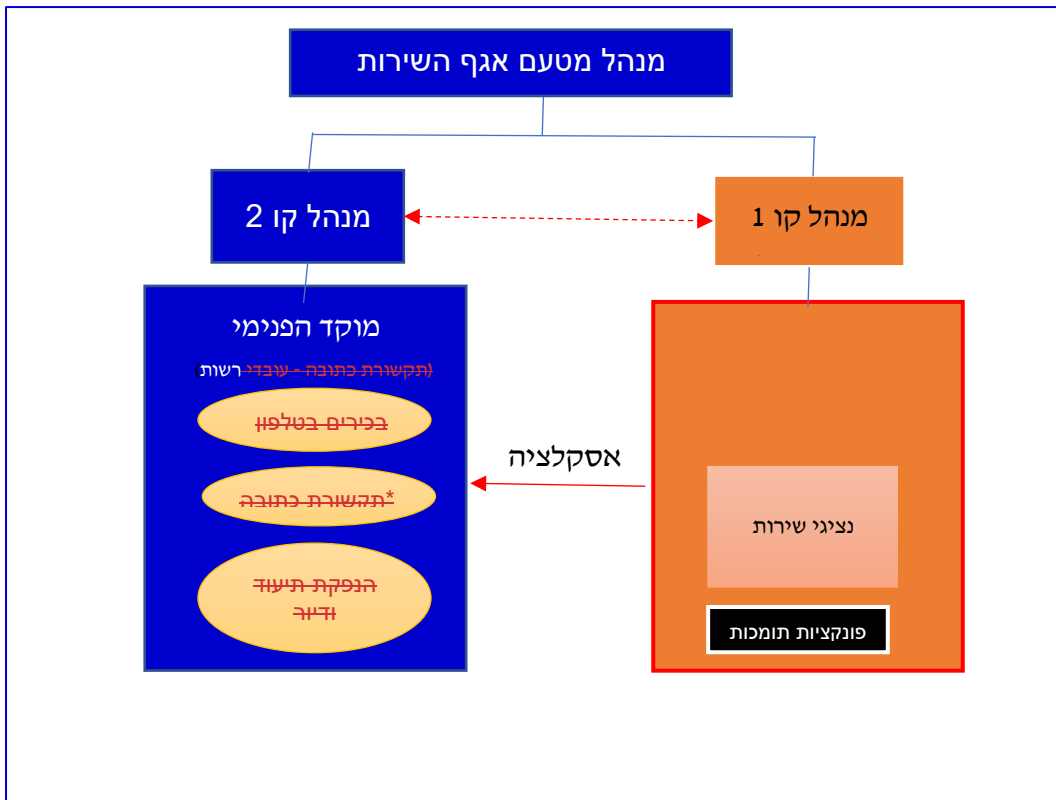 מנהל מטעם אגף השירות
מנהל קו 1
מנהל קו 2
מוקד הפנימי
(תקשורת כתובה - עובדי רשות)
בכירים בטלפון
*תקשורת כתובה
הנפקת תיעוד
ודיור
אסקלציה
נציגי שירות
פונקציות תומכות